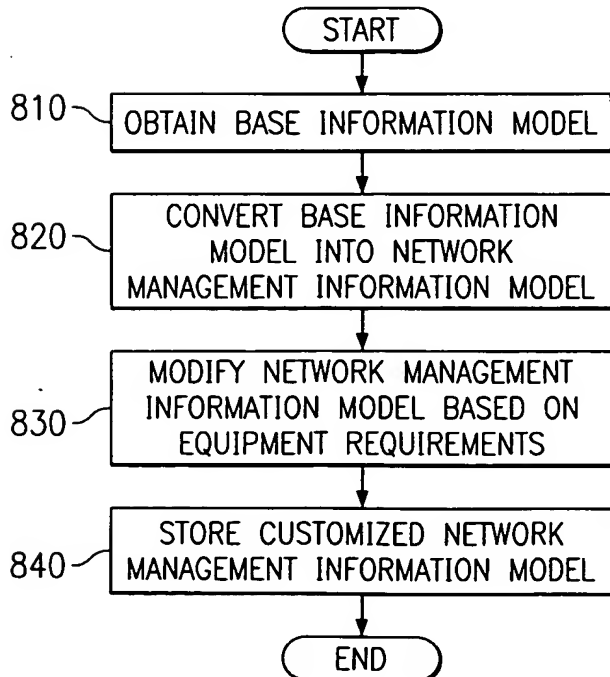 START
810
OBTAIN BASE INFORMATION MODEL
820
CONVERT BASE INFORMATION
MODEL INTO NETWORK
MANAGEMENT INFORMATION MODEL
830
MODIFY NETWORK MANAGEMENT
INFORMATION MODEL BASED ON
EQUIPMENT REQUIREMENTS
840
STORE CUSTOMIZED NETWORK
MANAGEMENT INFORMATION MODEL
END